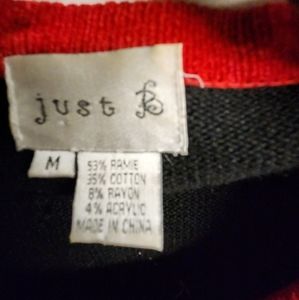 just B
M
53% RAMIE
35% COTTON
8% RAYON
4% ACRYLIC
MADE IN CHINA